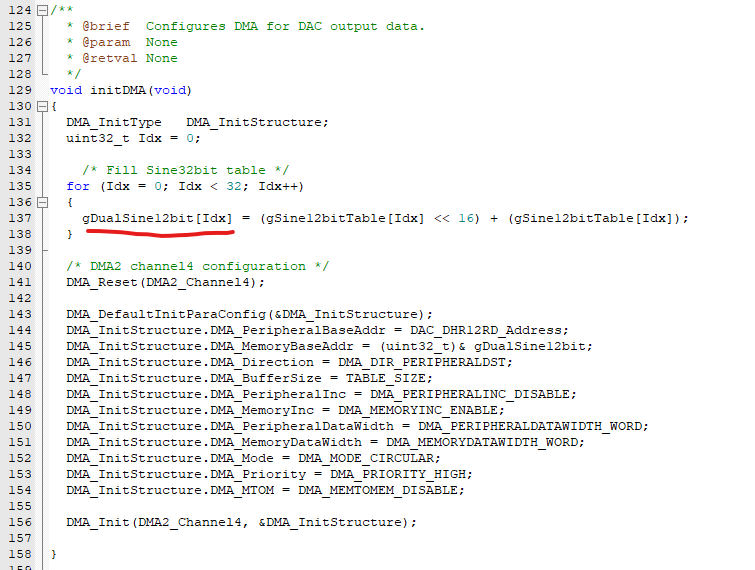 124 /**
125 * @brief Configures DMA for DAC output data.
126 * @param None
127 * @retval None
128 */
129 void initDMA(void)
130 {
131 DMA_InitType DMA_InitStructure;
132 uint32_t Idx = 0;
133
134 /* Fill Sine32bit table */
135 for (Idx = 0; Idx < 32; Idx++)
136 {
137 gDualSine12bit[Idx] = (gSine12bitTable[Idx] << 16) + (gSine12bitTable[Idx]);
138 }
139
140 /* DMA2 channel4 configuration */
141 DMA_Reset(DMA2_Channel4);
142
143 DMA_DefaultInitParaConfig(&DMA_InitStructure);
144 DMA_InitStructure.DMA_PeripheralBaseAddr = DAC_DHR12RD_Address;
145 DMA_InitStructure.DMA_MemoryBaseAddr = (uint32_t)& gDualSine12bit;
146 DMA_InitStructure.DMA_Direction = DMA_DIR_PERIPHERALDST;
147 DMA_InitStructure.DMA_BufferSize = TABLE_SIZE;
148 DMA_InitStructure.DMA_PeripheralInc = DMA_PERIPHERALINC_DISABLE;
149 DMA_InitStructure.DMA_MemoryInc = DMA_MEMORYINC_ENABLE;
150 DMA_InitStructure.DMA_PeripheralDataWidth = DMA_PERIPHERALDATAWIDTH_WORD;
151 DMA_InitStructure.DMA_MemoryDataWidth = DMA_MEMORYDATAWIDTH_WORD;
152 DMA_InitStructure.DMA_Mode = DMA_MODE_CIRCULAR;
153 DMA_InitStructure.DMA_Priority = DMA_PRIORITY_HIGH;
154 DMA_InitStructure.DMA_MTOM = DMA_MEMTOMEM_DISABLE;
155
156 DMA_Init(DMA2_Channel4, &DMA_InitStructure);
157
158 }
159